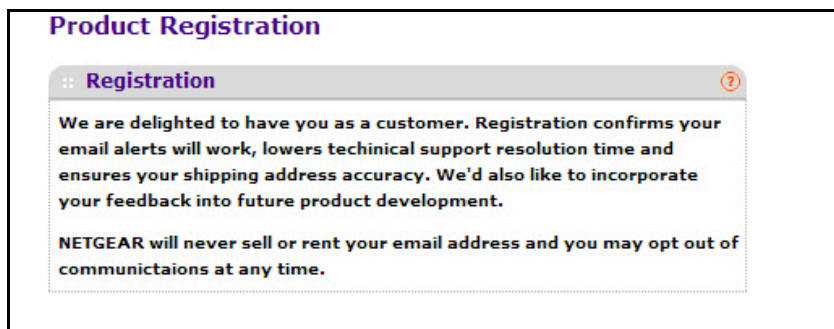 Product Registration
:: Registration ?
We are delighted to have you as a customer. Registration confirms your
email alerts will work, lowers techinical support resolution time and
ensures your shipping address accuracy. We'd also like to incorporate
your feedback into future product development.
NETGEAR will never sell or rent your email address and you may opt out of
communictaions at any time.